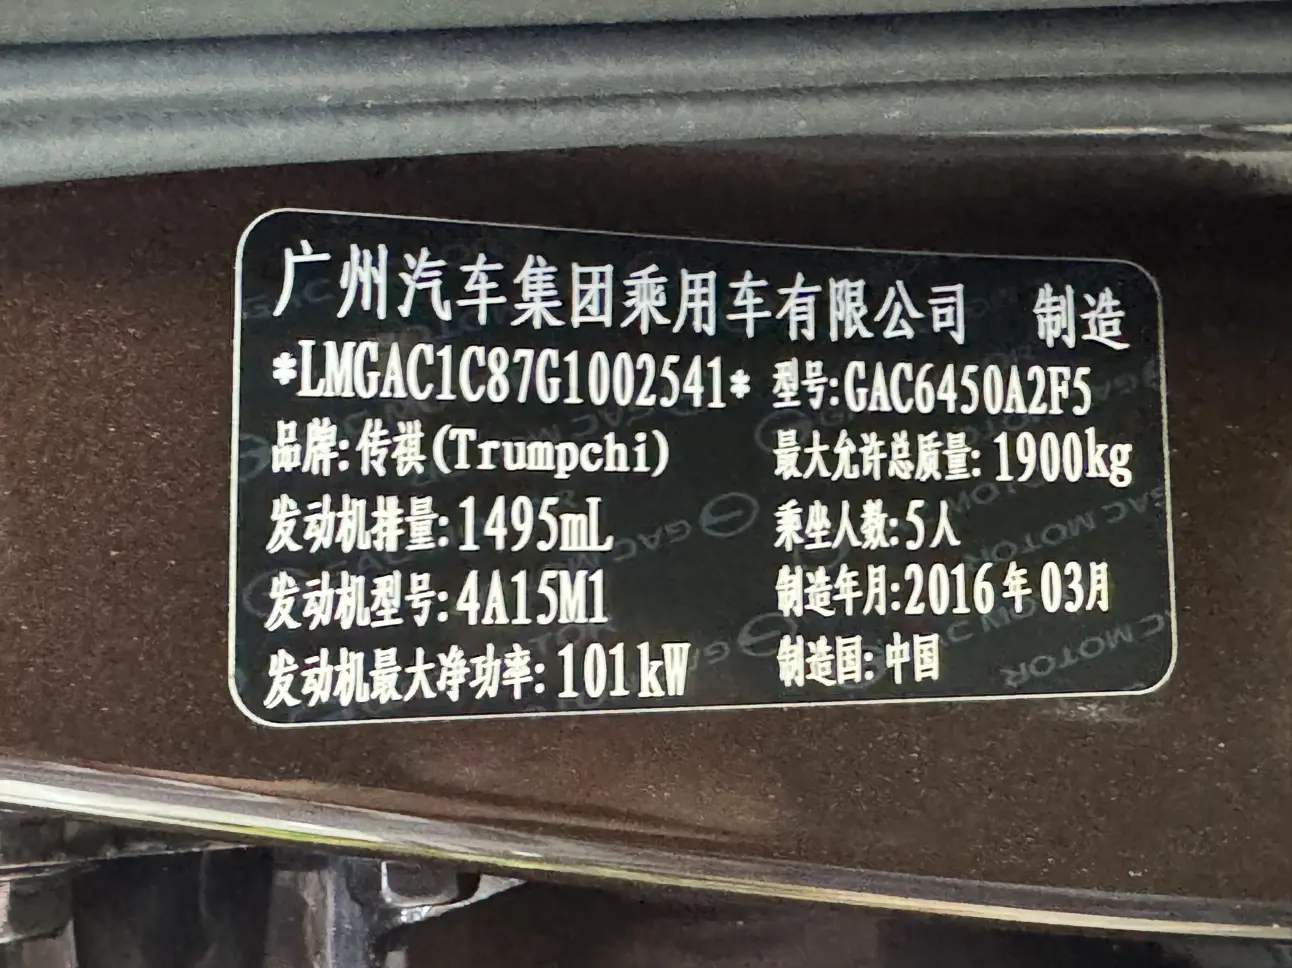 广州汽车集团乘用车有限公司 制造
*LMGAC1C87G1002541* 型号:GAC6450A2F5
品牌:传祺(Trumpchi) 最大允许总质量:1900kg
发动机排量:1495mL 乘坐人数:5人
发动机型号:4A15M1 制造年月:2016年03月
发动机最大净功率:101kW 制造国:中国
GAC MOTOR